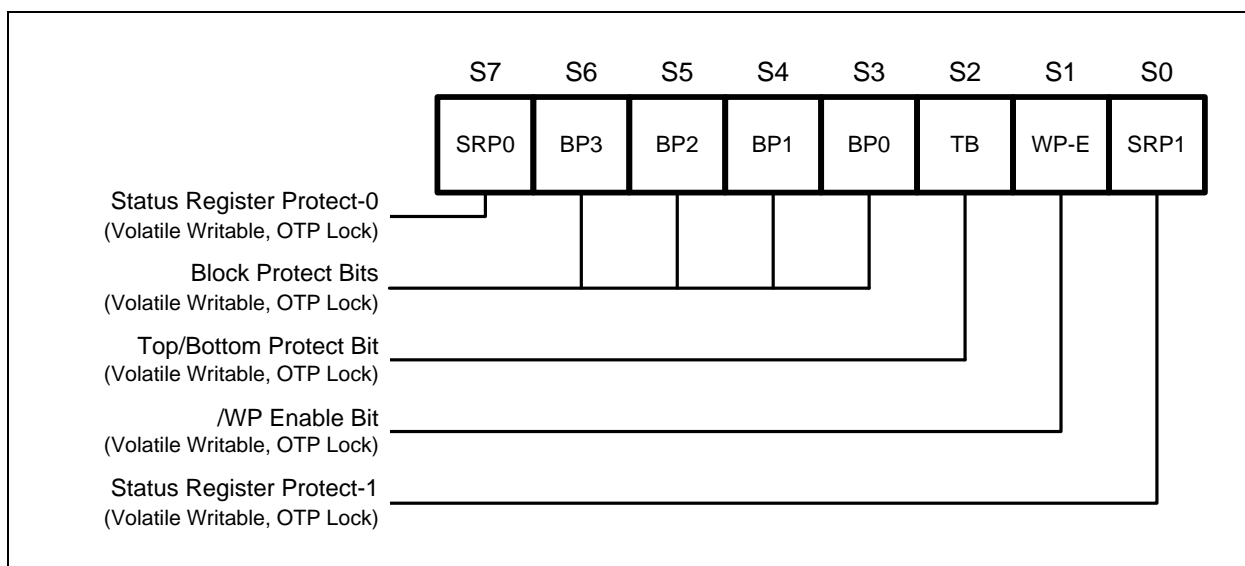 S7 S6 S5 S4 S3 S2 S1 S0
SRP0 BP3 BP2 BP1 BP0 TB WP-E SRP1
Status Register Protect-0
(Volatile Writable, OTP Lock)
Block Protect Bits
(Volatile Writable, OTP Lock)
Top/Bottom Protect Bit
(Volatile Writable, OTP Lock)
/WP Enable Bit
(Volatile Writable, OTP Lock)
Status Register Protect-1
(Volatile Writable, OTP Lock)